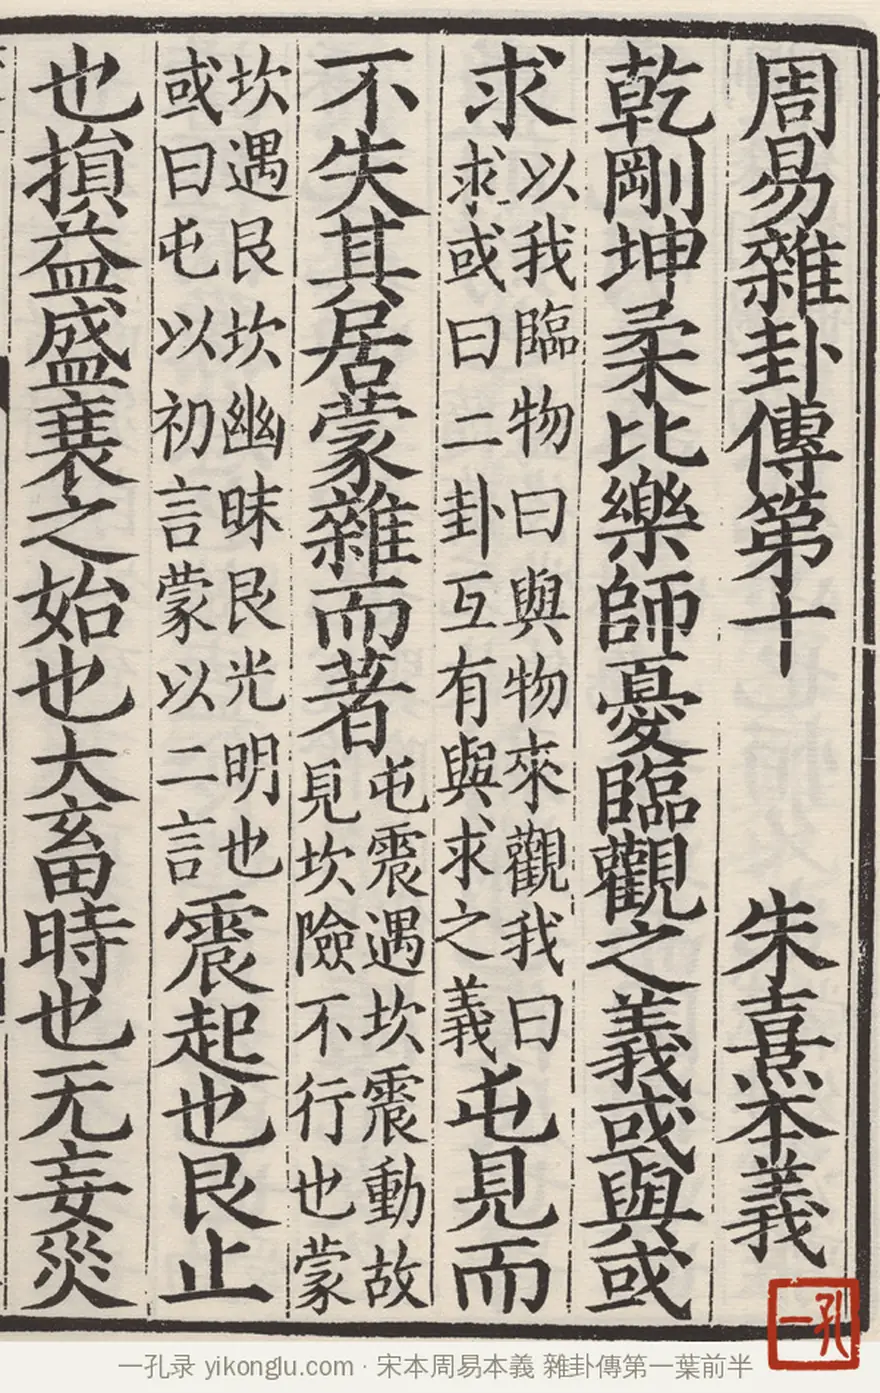 周易雜卦傳第十 朱熹本義
乾剛坤柔比樂師憂臨觀之義或與或
求以我臨物曰與物來觀我曰求或曰二卦互有與求之義屯見而
不失其居蒙雜而著屯震遇坎震動故見坎險不行也蒙
坎遇艮坎幽昧艮光明也或曰屯以初言蒙以二言震起也艮止
也損益盛衰之始也大畜時也无妄災
一孔
一孔录 yikonglu.com · 宋本周易本義 雜卦傳第一葉前半